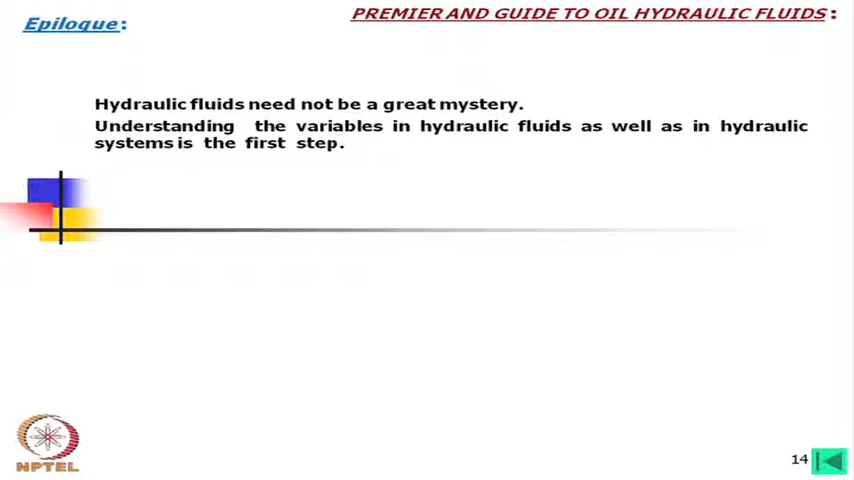 Epilogue:
PREMIER AND GUIDE TO OIL HYDRAULIC FLUIDS:
Hydraulic fluids need not be a great mystery.
Understanding the variables in hydraulic fluids as well as in hydraulic
systems is the first step.
NPTEL
14